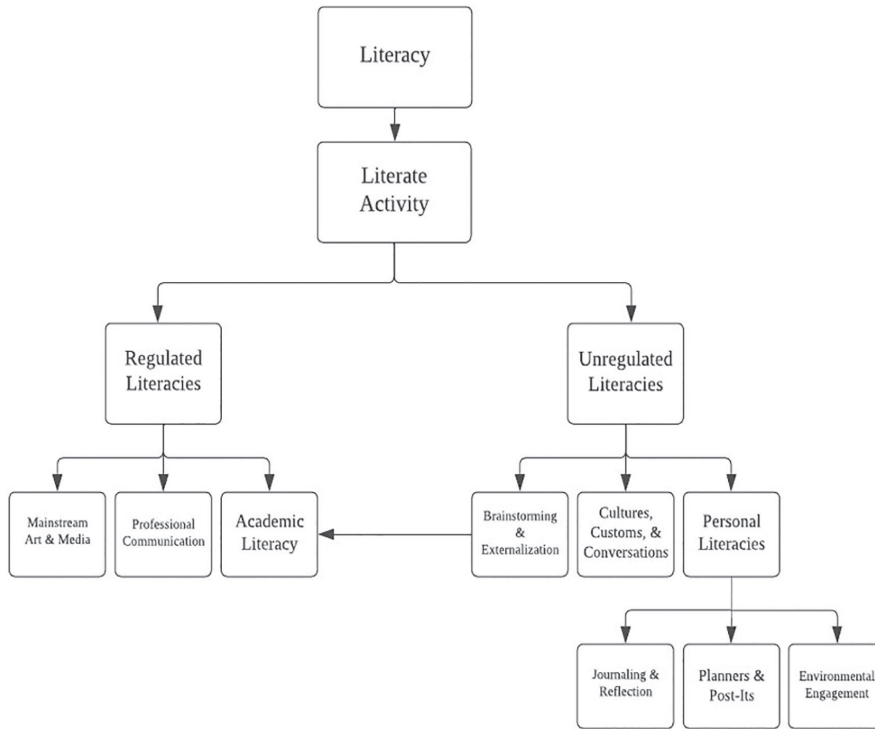 Literacy
Literate
Activity
Regulated
Literacies
Unregulated
Literacies
Mainstream
Art & Media
Professional
Communication
Academic
Literacy
Brainstorming
&
Externalization
Cultures,
Customs, &
Conversations
Personal
Literacies
Journaling &
Reflection
Planners &
Post-Its
Environmental
Engagement